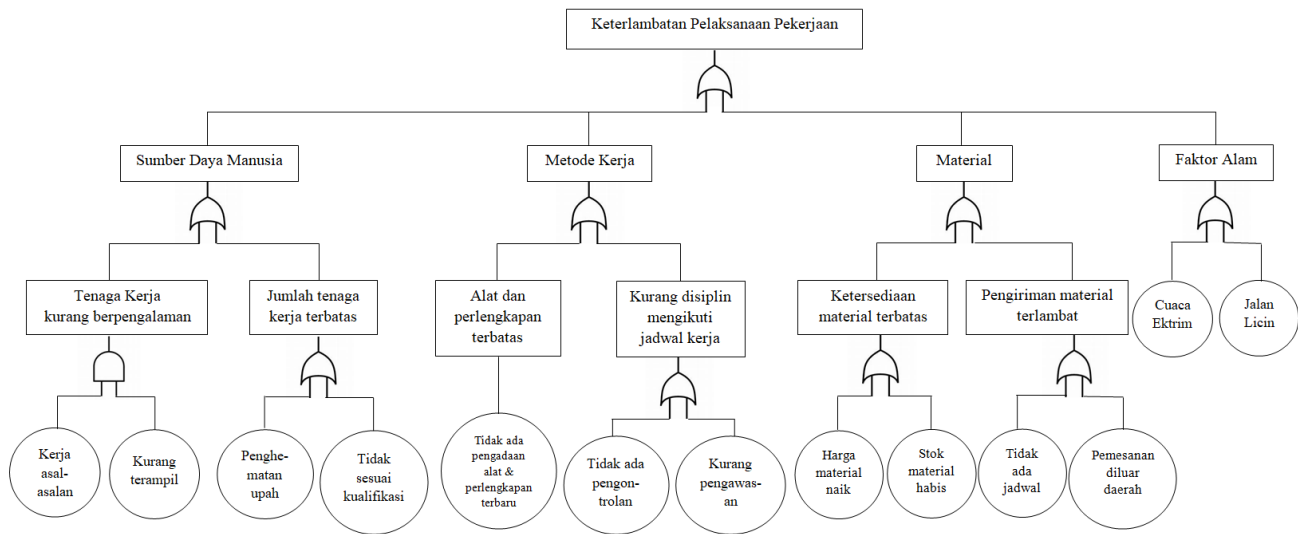 Keterlambatan Pelaksanaan Pekerjaan
Sumber Daya Manusia
Metode Kerja
Material
Faktor Alam
Tenaga Kerja
kurang berpengalaman
Jumlah tenaga
kerja terbatas
Alat dan
perlengkapan
terbatas
Kurang disiplin
mengikuti
jadwal kerja
Ketersediaan
material terbatas
Pengiriman material
terlambat
Cuaca
Ektrim
Jalan
Licin
Kerja
asal-
asalan
Kurang
terampil
Penghe-
matan
upah
Tidak
sesuai
kualifikasi
Tidak ada
pengadaan
alat &
perlengkapan
terbaru
Tidak ada
pengon-
trolan
Kurang
pengawas-
an
Harga
material
naik
Stok
material
habis
Tidak
ada
jadwal
Pemesanan
diluar
daerah